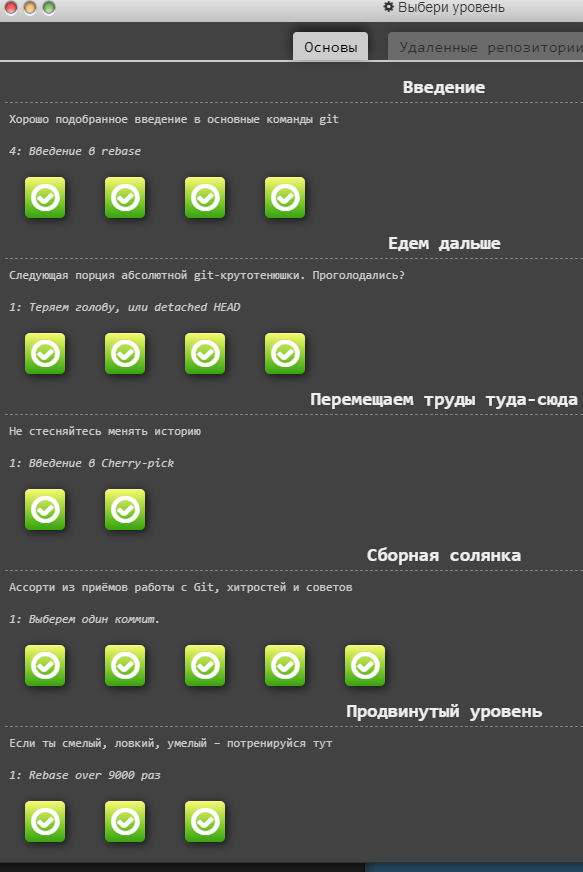 Выбери уровень
Основы
Удаленные репозитории
Введение
Хорошо подобранное введение в основные команды git
4: Введение в rebase
Едем дальше
Следующая порция абсолютной git-крутотенюшки. Проголодались?
1: Теряем голову, или detached HEAD
Перемещаем труды туда-сюда
Не стесняйтесь менять историю
1: Введение в Cherry-pick
Сборная солянка
Ассорти из приёмов работы с Git, хитростей и советов
1: Выберем один коммит.
Продвинутый уровень
Если ты смелый, ловкий, умелый – потренируйся тут
1: Rebase over 9000 раз